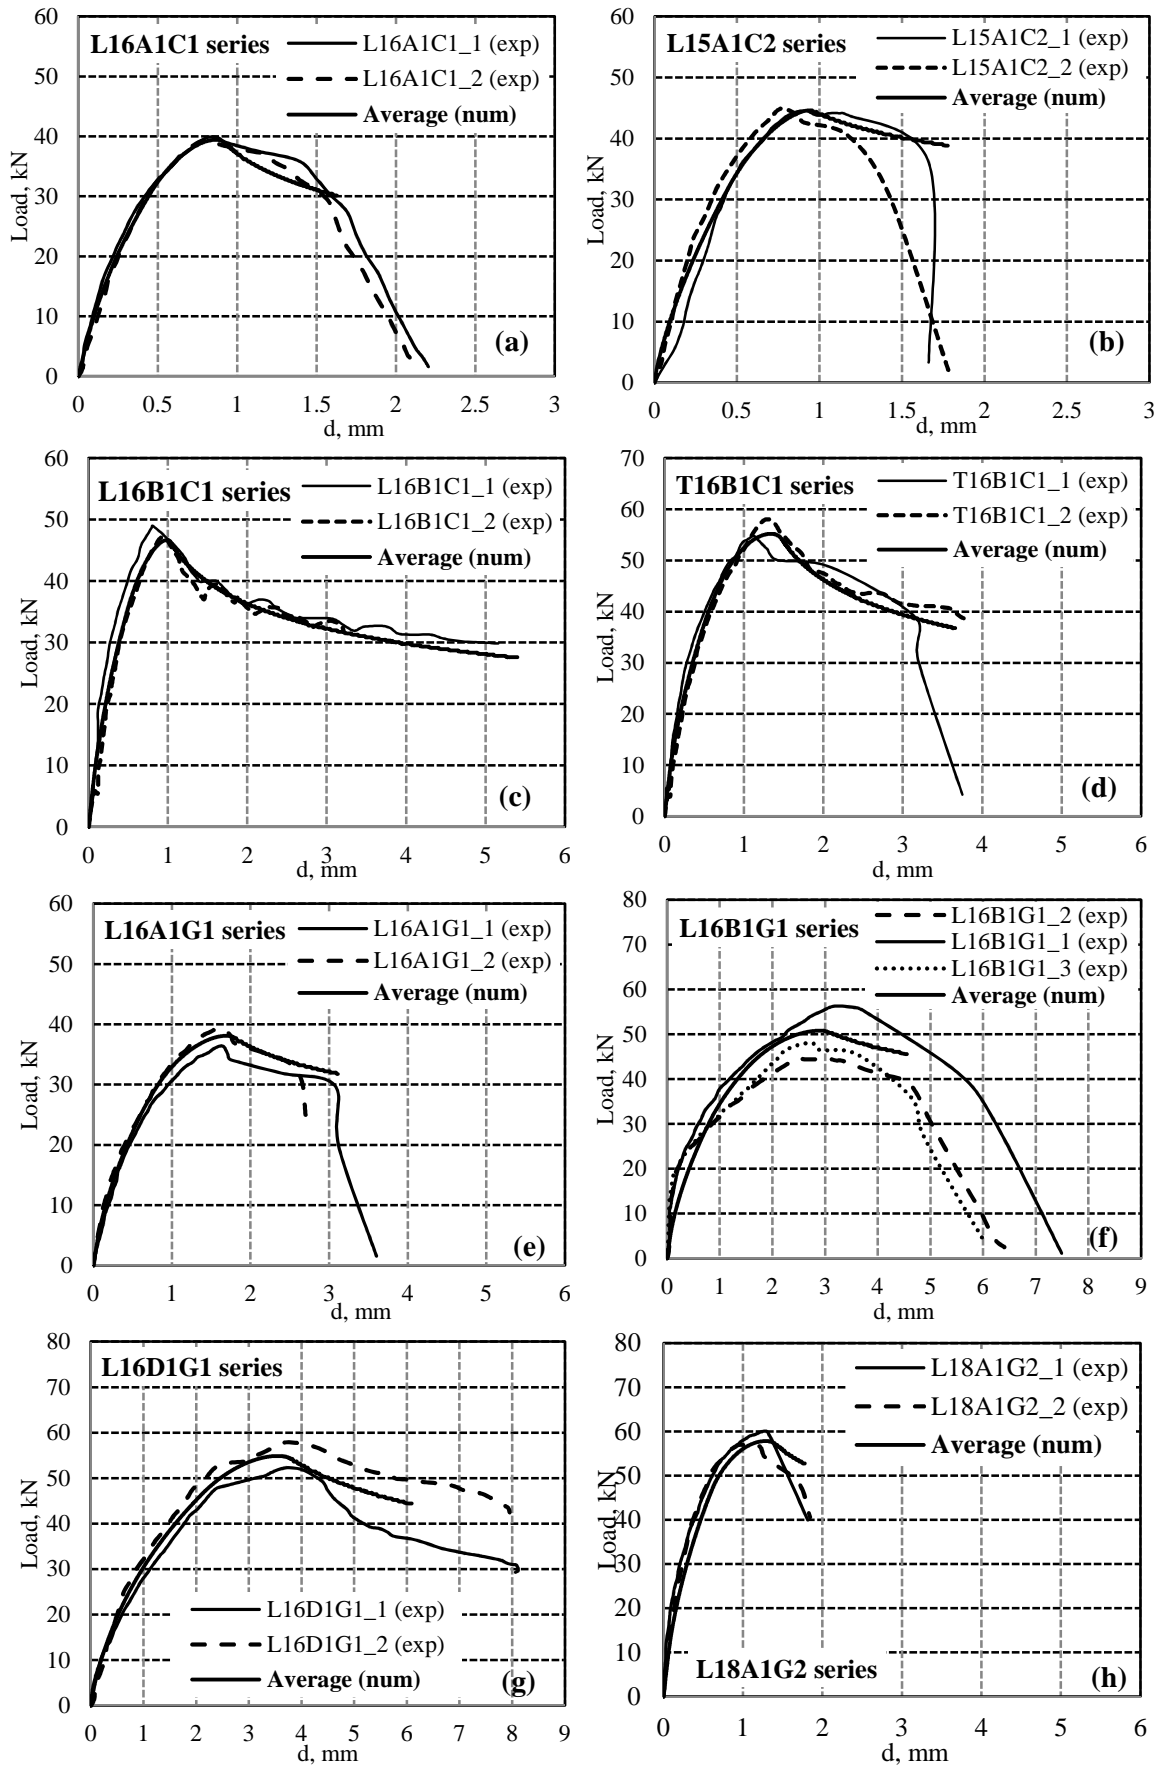 L16A1C1 series
L16A1C1_1 (exp)
L16A1C1_2 (exp)
Average (num)
60
50
40
30
20
10
0
Load, kN
(a)
0 0.5 1 1.5 2 2.5 3
d, mm
L15A1C2 series
L15A1C2_1 (exp)
L15A1C2_2 (exp)
Average (num)
60
50
40
30
20
10
0
Load, kN
(b)
0 0.5 1 1.5 2 2.5 3
d, mm
L16B1C1 series
L16B1C1_1 (exp)
L16B1C1_2 (exp)
Average (num)
60
50
40
30
20
10
0
Load, kN
(c)
0 1 2 3 4 5 6
d, mm
T16B1C1 series
T16B1C1_1 (exp)
T16B1C1_2 (exp)
Average (num)
70
60
50
40
30
20
10
0
Load, kN
(d)
0 1 2 3 4 5 6
d, mm
L16A1G1 series
L16A1G1_1 (exp)
L16A1G1_2 (exp)
Average (num)
60
50
40
30
20
10
0
Load, kN
(e)
0 1 2 3 4 5 6
d, mm
L16B1G1 series
L16B1G1_2 (exp)
L16B1G1_1 (exp)
L16B1G1_3 (exp)
Average (num)
80
70
60
50
40
30
20
10
0
Load, kN
(f)
0 1 2 3 4 5 6 7 8 9
d, mm
L16D1G1 series
80
70
60
50
40
30
20
10
0
Load, kN
L16D1G1_1 (exp)
L16D1G1_2 (exp)
Average (num)
(g)
0 1 2 3 4 5 6 7 8 9
d, mm
L18A1G2_1 (exp)
L18A1G2_2 (exp)
Average (num)
80
70
60
50
40
30
20
10
0
Load, kN
L18A1G2 series
(h)
0 1 2 3 4 5 6
d, mm